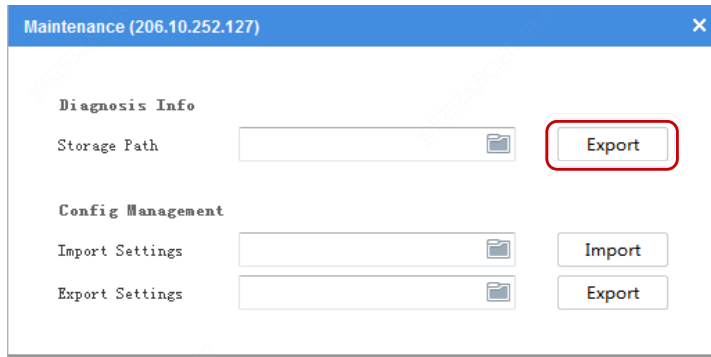 Maintenance (206.10.252.127)
Diagnosis Info
Storage Path Export
Config Management
Import Settings Import
Export Settings Export